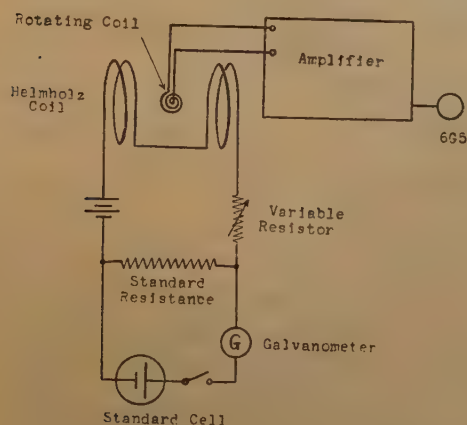 Rotating Coil
Amplifier
Helmholz
Coil
6G5
Variable
Resistor
Standard
Resistance
G
Galvanometer
Standard Cell